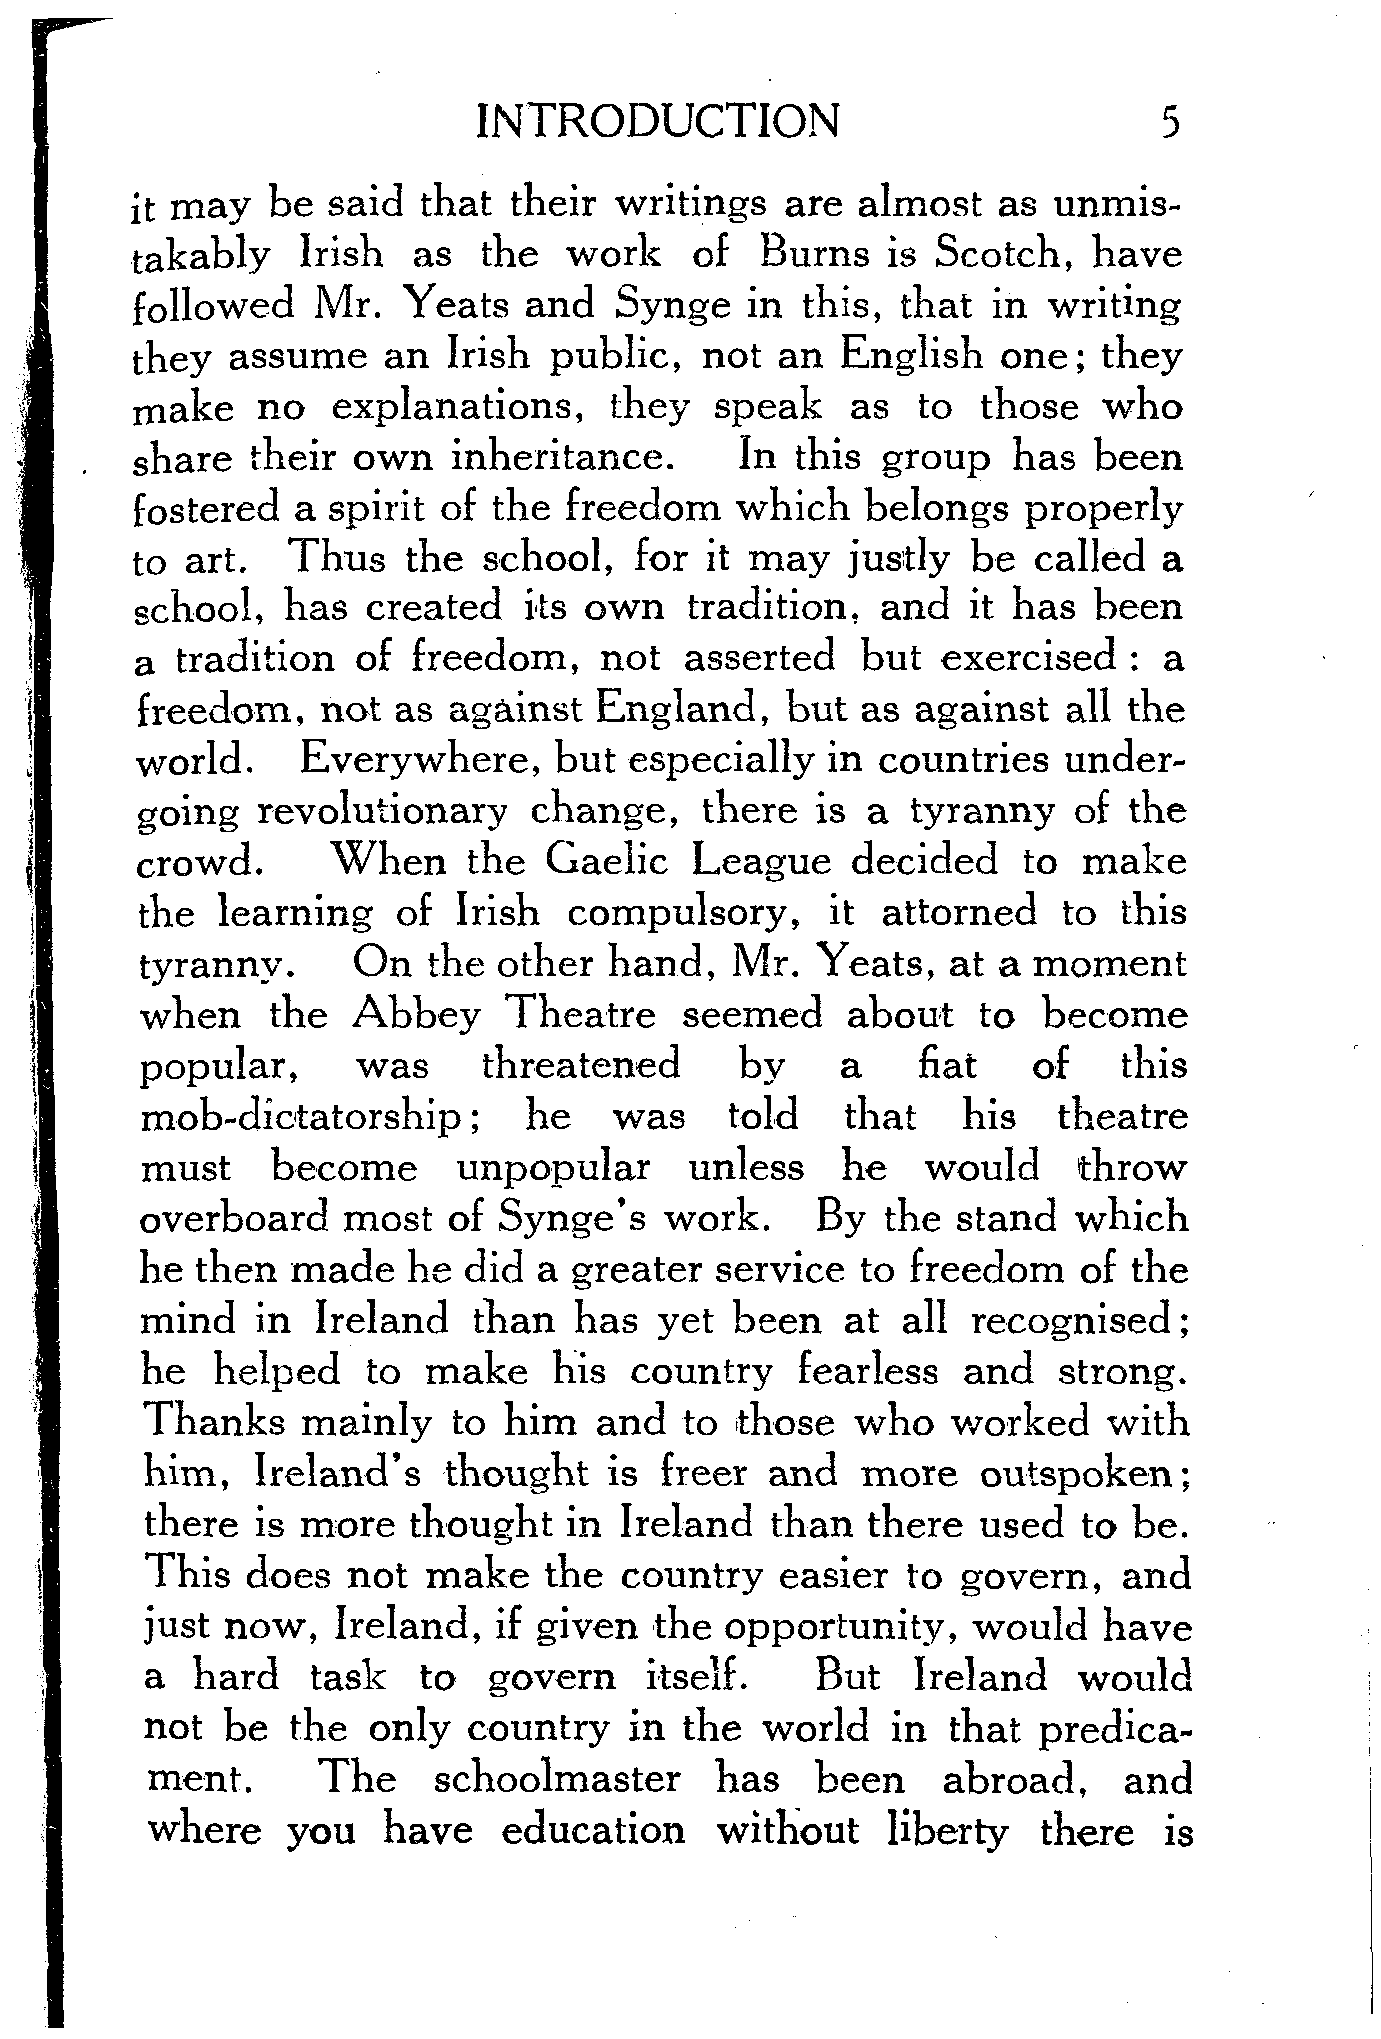 INTRODUCTION 5
it may be said that their writings are almost as unmis-
takably Irish as the work of Burns is Scotch, have
followed Mr. Yeats and Synge in this, that in writing
they assume an Irish public, not an English one; they
make no explanations, they speak as to those who
share their own inheritance. In this group has been
fostered a spirit of the freedom which belongs properly
to art. Thus the school, for it may justly be called a
school, has created its own tradition, and it has been
a tradition of freedom, not asserted but exercised : a
freedom, not as against England, but as against all the
world. Everywhere, but especially in countries under-
going revolutionary change, there is a tyranny of the
crowd. When the Gaelic League decided to make
the learning of Irish compulsory, it attorned to this
tyranny. On the other hand, Mr. Yeats, at a moment
when the Abbey Theatre seemed about to become
popular, was threatened by a fiat of this
mob-dictatorship; he was told that his theatre
must become unpopular unless he would throw
overboard most of Synge's work. By the stand which
he then made he did a greater service to freedom of the
mind in Ireland than has yet been at all recognised;
he helped to make his country fearless and strong.
Thanks mainly to him and to those who worked with
him, Ireland's thought is freer and more outspoken;
there is more thought in Ireland than there used to be.
This does not make the country easier to govern, and
just now, Ireland, if given the opportunity, would have
a hard task to govern itself. But Ireland would
not be the only country in the world in that predica-
ment. The schoolmaster has been abroad, and
where you have education without liberty there is